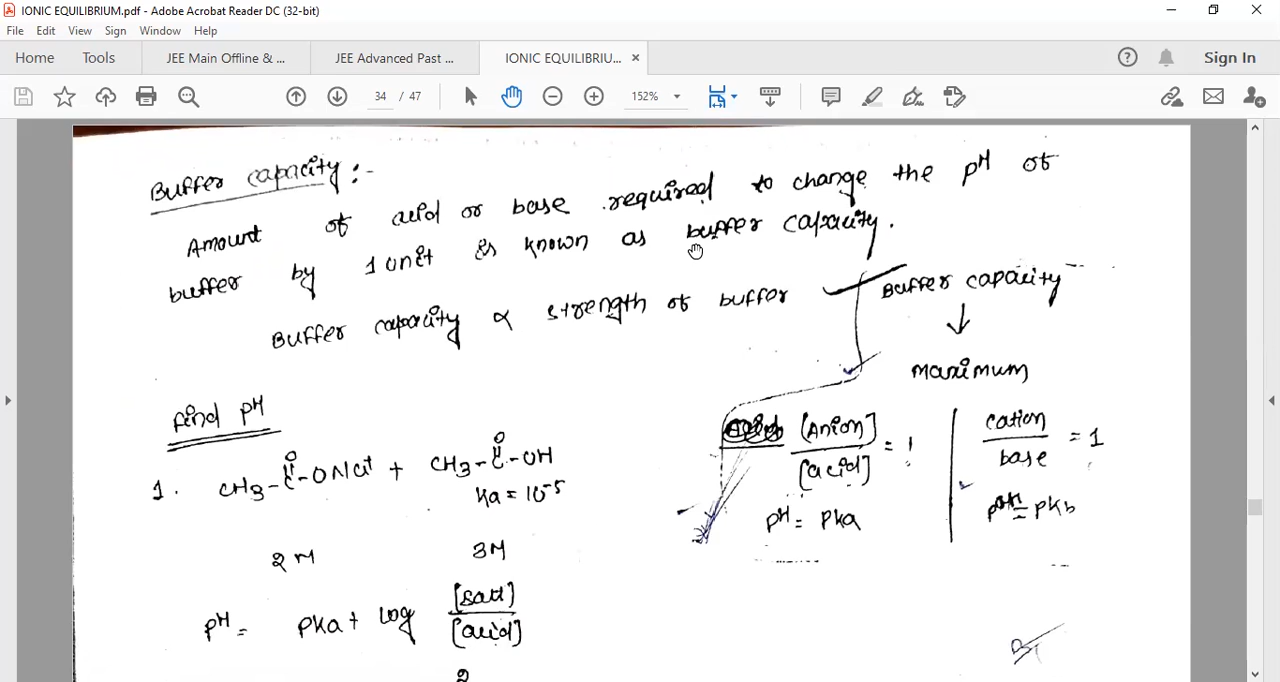 IONIC EQUILIBRIUM.pdf - Adobe Acrobat Reader DC (32-bit)
File Edit View Sign Window Help
Home Tools JEE Main Offline & ... JEE Advanced Past ... IONIC EQUILIBRIU... × Sign In
34 / 47 152%
Buffer capacity :-
Amount of acid or base required to change the pH of
buffer by 1 unit is known as buffer capacity.
Buffer capacity ∝ strength of buffer
Buffer capacity
↓
maximum
[Anion] / [acid] = 1
pH = pKa
cation / base = 1
pOH = pKb
Find pH
1. CH3-C(=O)-ONa+ + CH3-C(=O)-OH
Ka = 10-5
2 M 3M
pH = pKa + log [salt] / [acid]
2